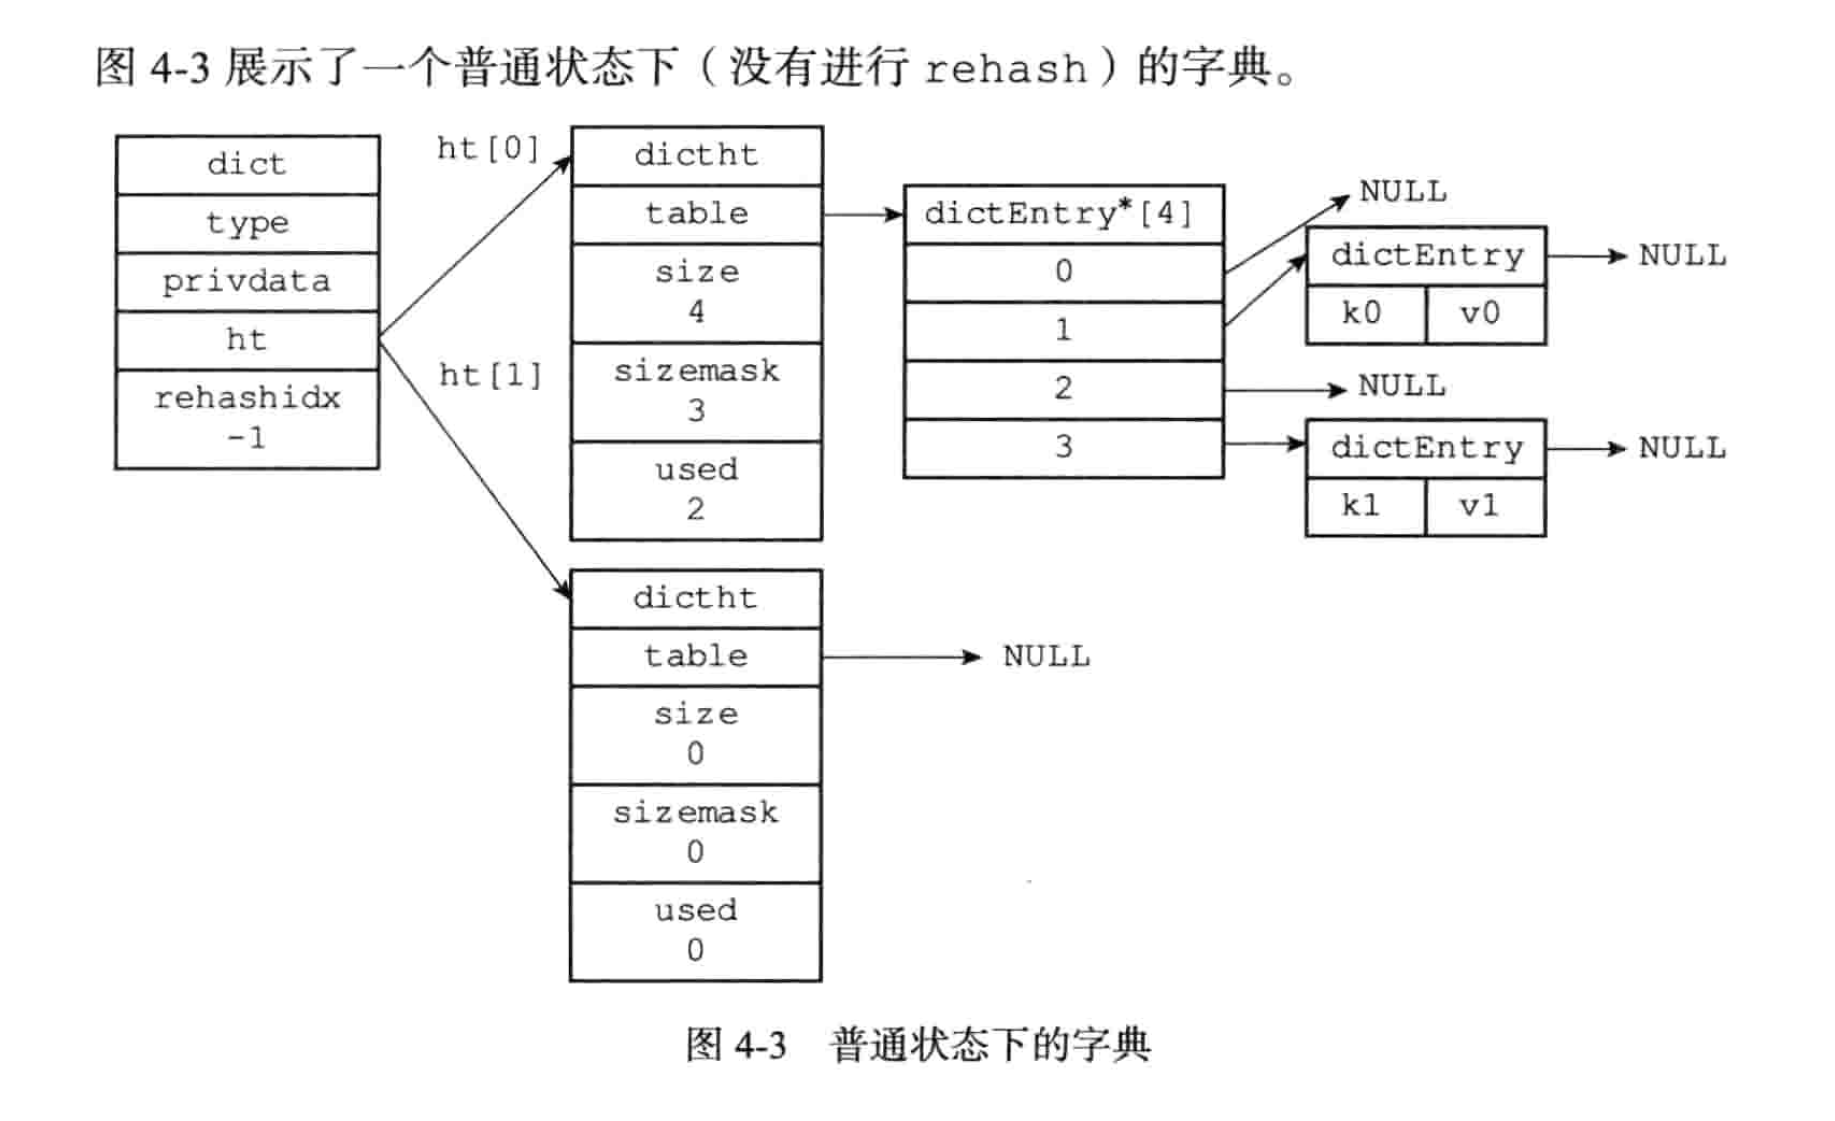 图 4-3 展示了一个普通状态下（没有进行 rehash）的字典。
dict
type
privdata
ht
rehashidx
-1
ht[0]
ht[1]
dictht
table
size
4
sizemask
3
used
2
dictEntry*[4]
0
1
2
3
NULL
dictEntry
k0 v0
NULL
NULL
dictEntry
k1 v1
NULL
dictht
table
size
0
sizemask
0
used
0
NULL
图 4-3 普通状态下的字典